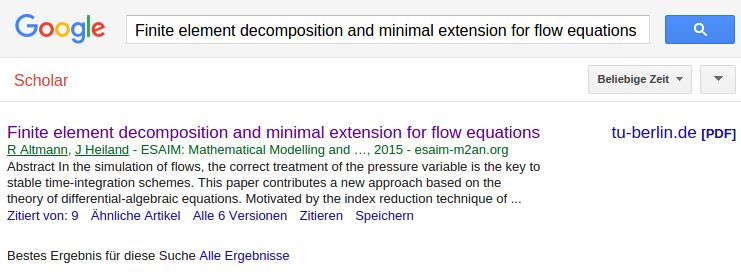 Google Finite element decomposition and minimal extension for flow equations
Scholar Beliebige Zeit
Finite element decomposition and minimal extension for flow equations tu-berlin.de [PDF]
R Altmann, J Heiland - ESAIM: Mathematical Modelling and …, 2015 - esaim-m2an.org
Abstract In the simulation of flows, the correct treatment of the pressure variable is the key to
stable time-integration schemes. This paper contributes a new approach based on the
theory of differential-algebraic equations. Motivated by the index reduction technique of ...
Zitiert von: 9 Ähnliche Artikel Alle 6 Versionen Zitieren Speichern
Bestes Ergebnis für diese Suche Alle Ergebnisse